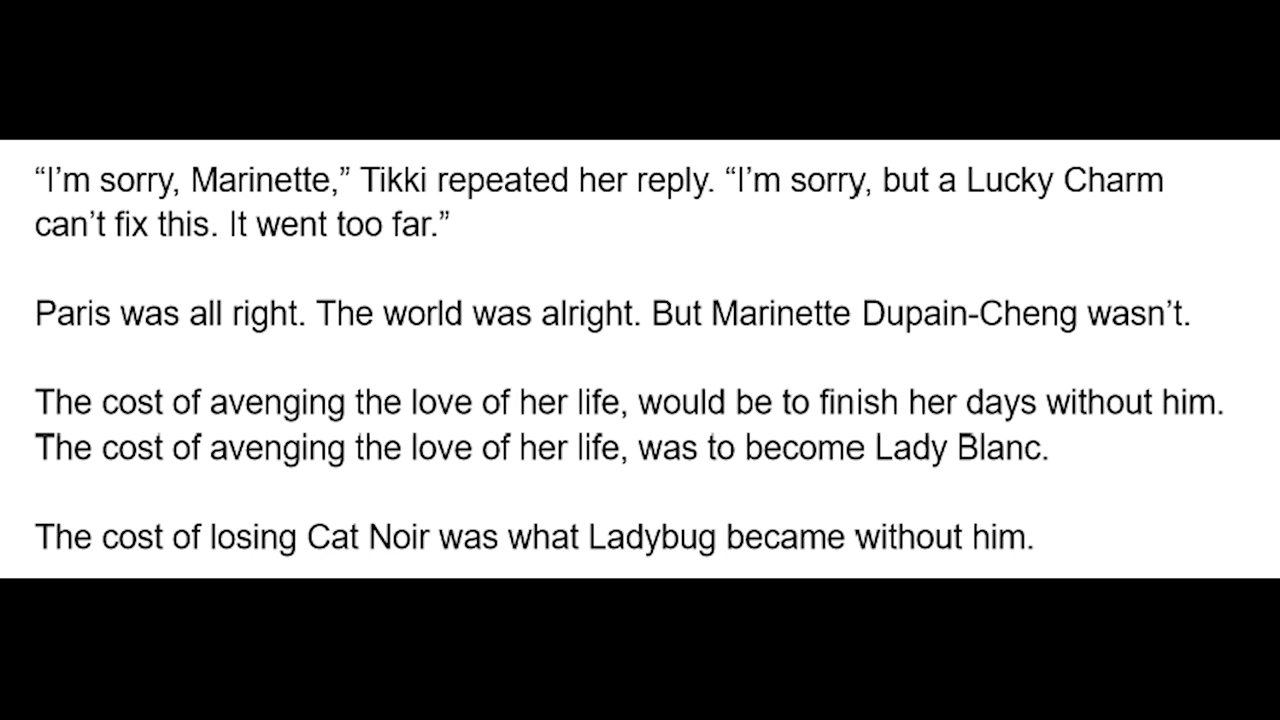 “I’m sorry, Marinette,” Tikki repeated her reply. “I’m sorry, but a Lucky Charm
can’t fix this. It went too far.”
Paris was all right. The world was alright. But Marinette Dupain-Cheng wasn’t.
The cost of avenging the love of her life, would be to finish her days without him.
The cost of avenging the love of her life, was to become Lady Blanc.
The cost of losing Cat Noir was what Ladybug became without him.